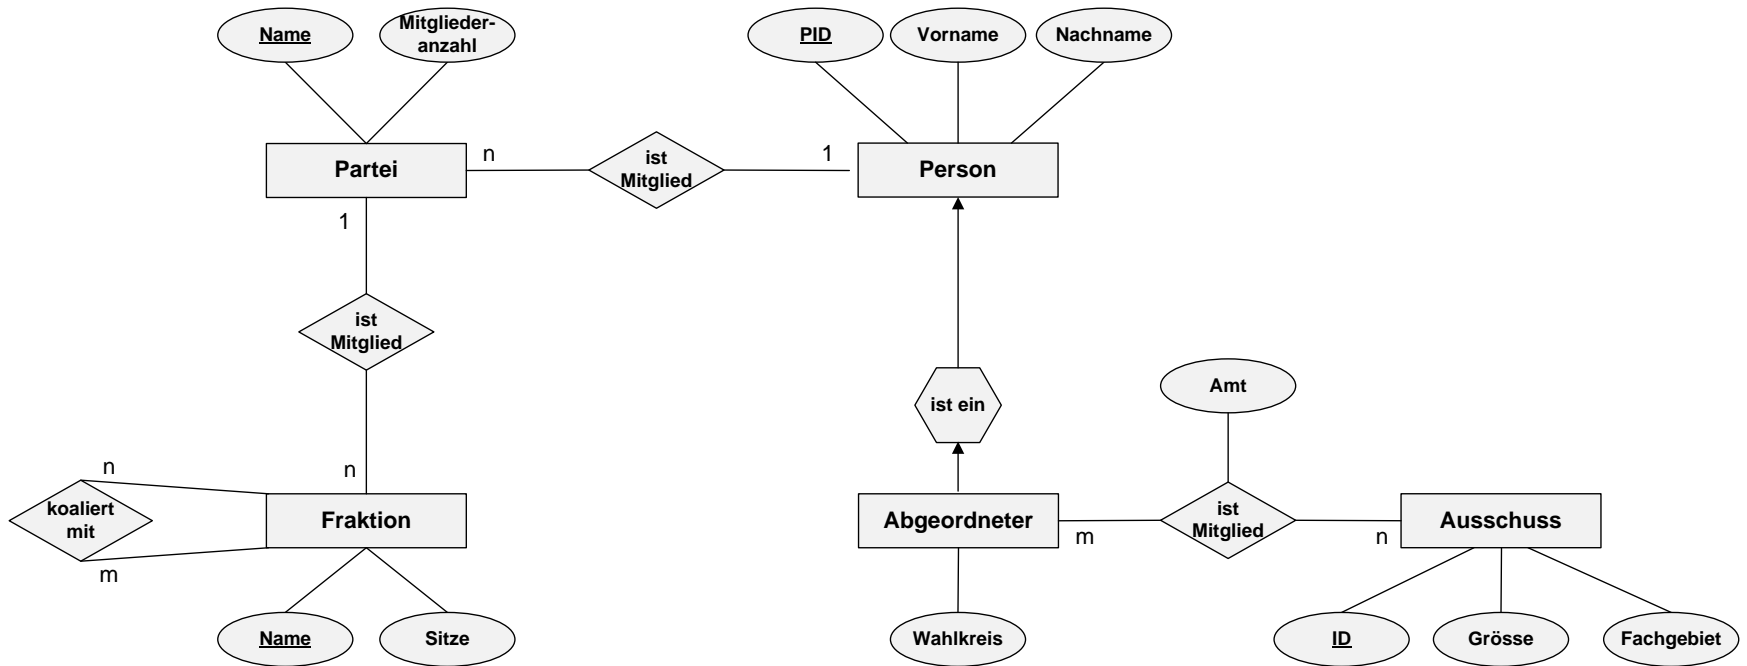 Name
Mitglieder-
anzahl
PID
Vorname
Nachname
Partei
n
ist
Mitglied
1
Person
1
ist
Mitglied
ist ein
Amt
n
n
koaliert
mit
Fraktion
Abgeordneter
ist
Mitglied
Ausschuss
m
m
n
Name
Sitze
Wahlkreis
ID
Grösse
Fachgebiet